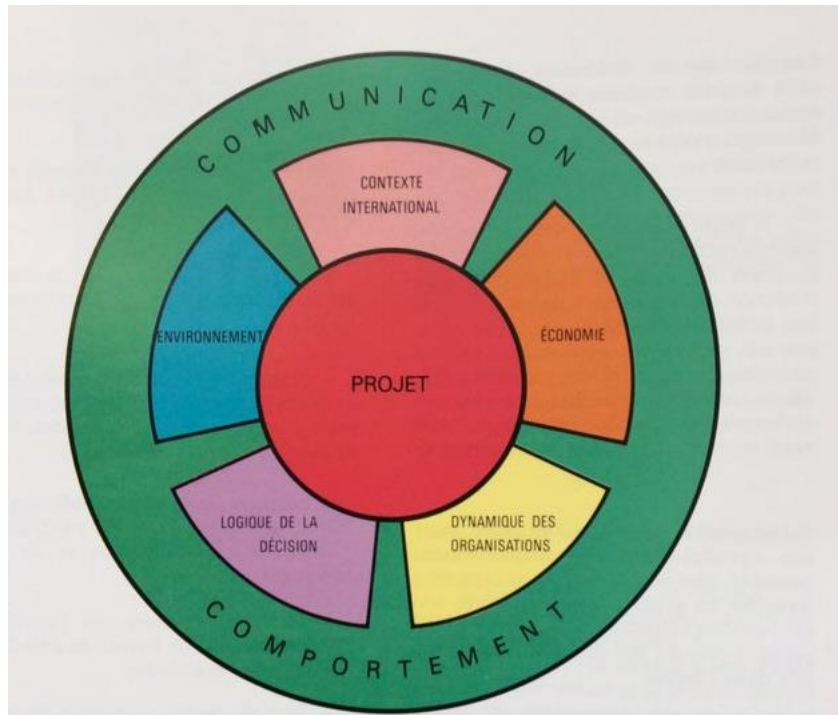 COMMUNICATION
CONTEXTE
INTERNATIONAL
ENVIRONNEMENT
ÉCONOMIE
PROJET
LOGIQUE DE LA
DÉCISION
DYNAMIQUE DES
ORGANISATIONS
COMPORTEMENT